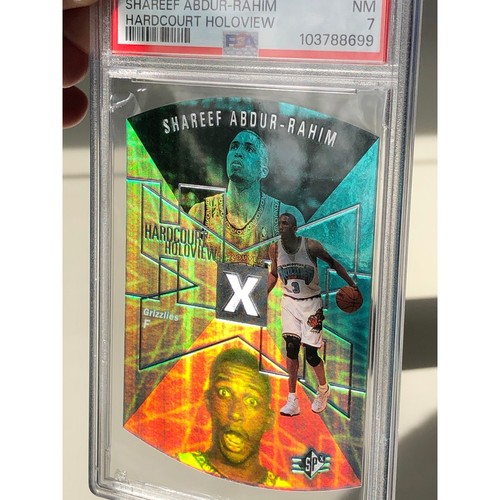 SHAREEF ABDUR-RAHIM
NM
HARDCOURT HOLOVIEW
7
PSA
103788699
SHAREEF ABDUR-RAHIM
HARDCOURT
HOLOVIEW
X
3
Grizzlies
F
SPx